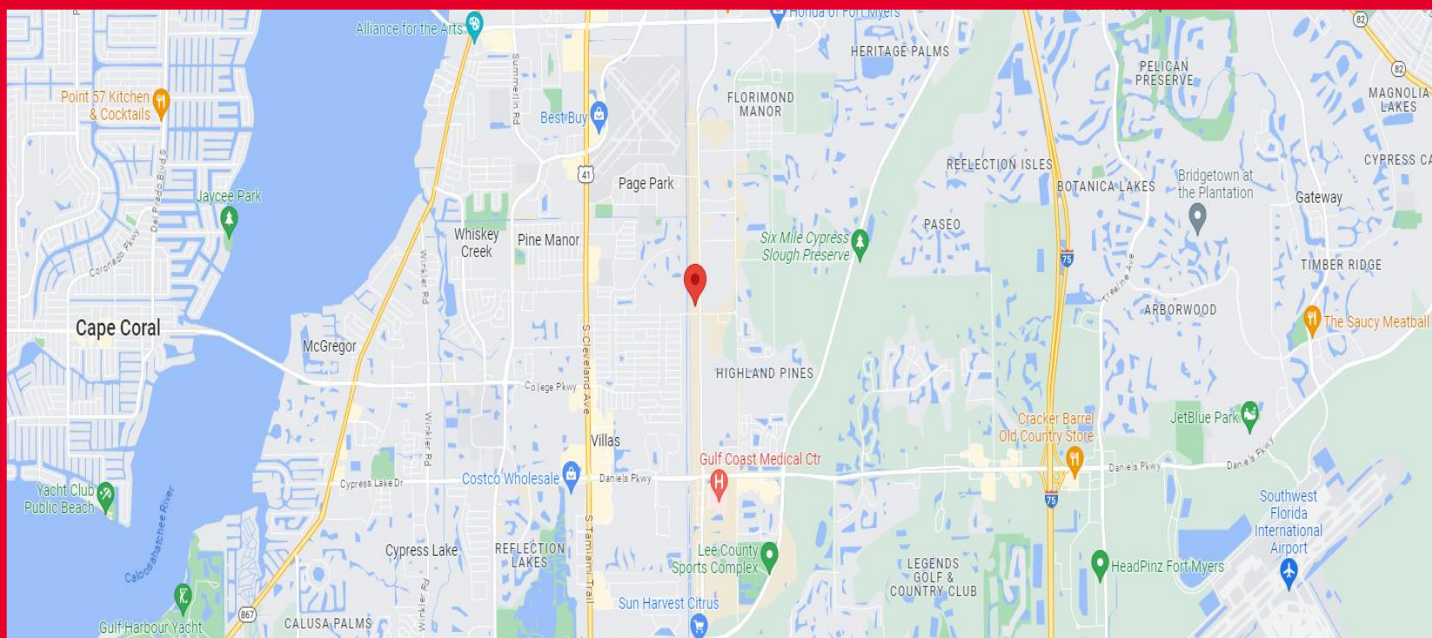 Honda of Fort Myers
82
Alliance for the Arts
Summerlin Rd
HERITAGE PALMS
PELICAN
PRESERVE
82
Point 57 Kitchen
& Cocktails
FLORIMOND
MANOR
MAGNOLIA
LAKES
Best Buy
Del Prado Blvd S
REFLECTION ISLES
CYPRESS CA
41
Page Park
BOTANICA LAKES
Bridgetown at
the Plantation
Jaycee Park
Gateway
Coronado Pkwy
Whiskey
Creek
Pine Manor
Six Mile Cypress
Slough Preserve
PASEO
Winkler Rd
75
TIMBER RIDGE
Treeline Ave
ARBORWOOD
Cape Coral
The Saucy Meatball
McGregor
S Cleveland Ave
HIGHLAND PINES
College Pkwy
Cracker Barrel
Old Country Store
JetBlue Park
Winkler Rd
Villas
Gulf Coast Medical Ctr
Costco Wholesale
Daniels Pkwy
Daniels Pkwy
Daniels Pkwy
Cypress Lake Dr
Yacht Club
Public Beach
75
Southwest
Florida
International
Airport
Caloosahatchee River
S Tamiami Trail
Cypress Lake
REFLECTION
LAKES
Lee County
Sports Complex
LEGENDS
GOLF &
COUNTRY CLUB
HeadPinz Fort Myers
Winkler Rd
Sun Harvest Citrus
867
CALUSA PALMS
Gulf Harbour Yacht